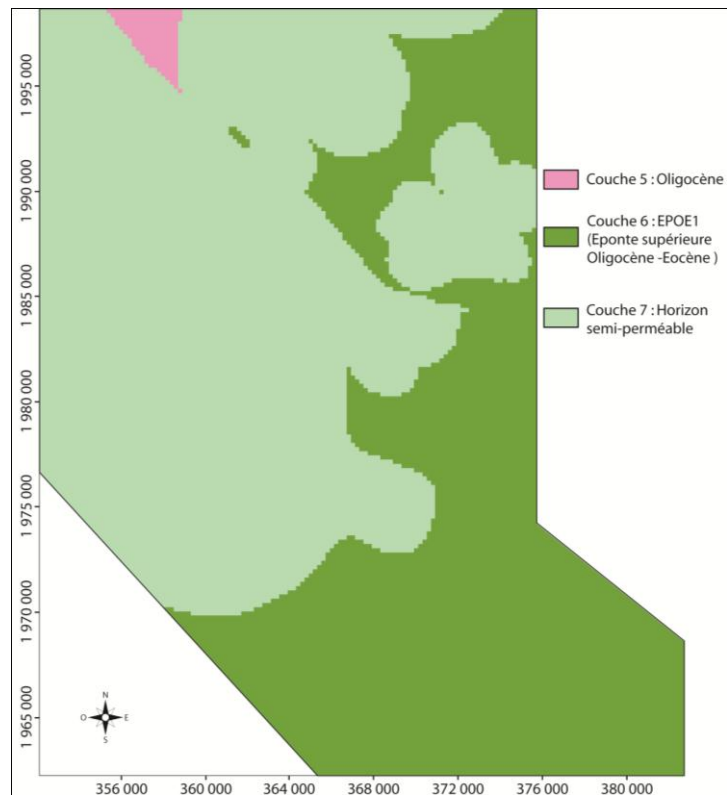 1 995 000
1 990 000
1 985 000
1 980 000
1 975 000
1 970 000
1 965 000
Couche 5 : Oligocène
Couche 6 : EPOE1
(Eponte supérieure
Oligocène -Eocène )
Couche 7 : Horizon
semi-perméable
N
O
E
S
356 000
360 000
364 000
368 000
372 000
376 000
380 000